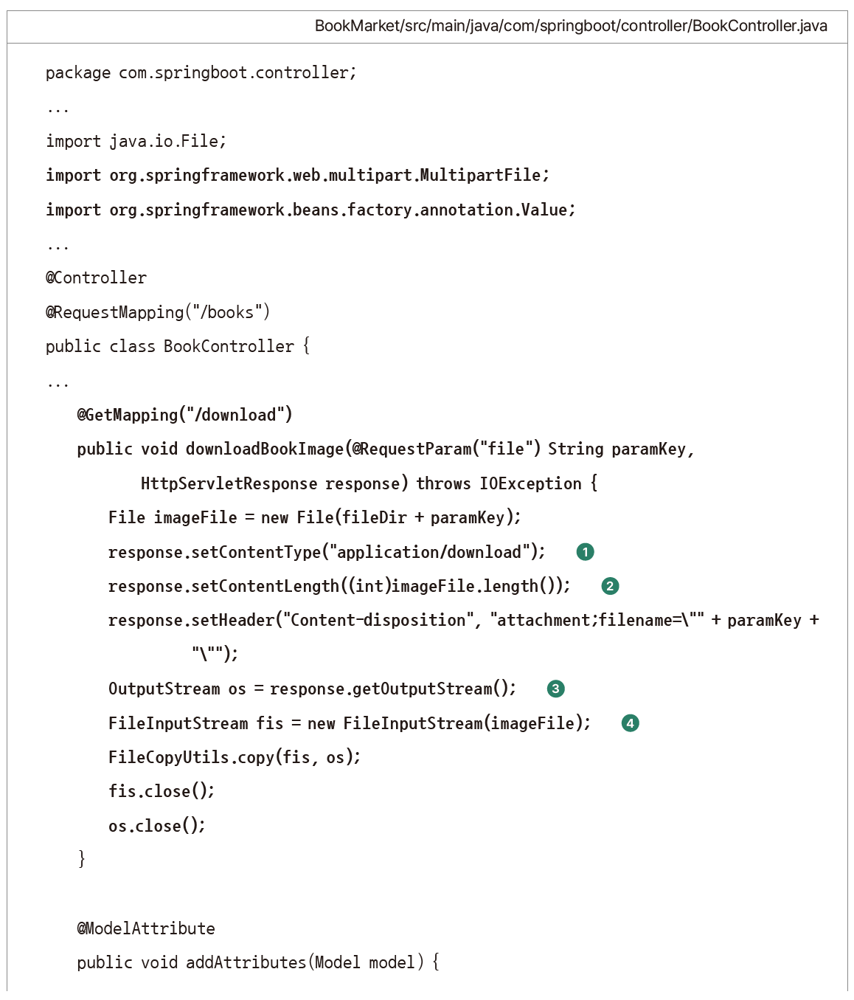 BookMarket/src/main/java/com/springboot/controller/BookController.java
package com.springboot.controller;
...
import java.io.File;
import org.springframework.web.multipart.MultipartFile;
import org.springframework.beans.factory.annotation.Value;
...
@Controller
@RequestMapping("/books")
public class BookController {
...
@GetMapping("/download")
public void downloadBookImage(@RequestParam("file") String paramKey,
HttpServletResponse response) throws IOException {
File imageFile = new File(fileDir + paramKey);
response.setContentType("application/download"); 1
response.setContentLength((int)imageFile.length()); 2
response.setHeader("Content-disposition", "attachment;filename=\"" + paramKey +
"\"");
OutputStream os = response.getOutputStream(); 3
FileInputStream fis = new FileInputStream(imageFile); 4
FileCopyUtils.copy(fis, os);
fis.close();
os.close();
}
@ModelAttribute
public void addAttributes(Model model) {